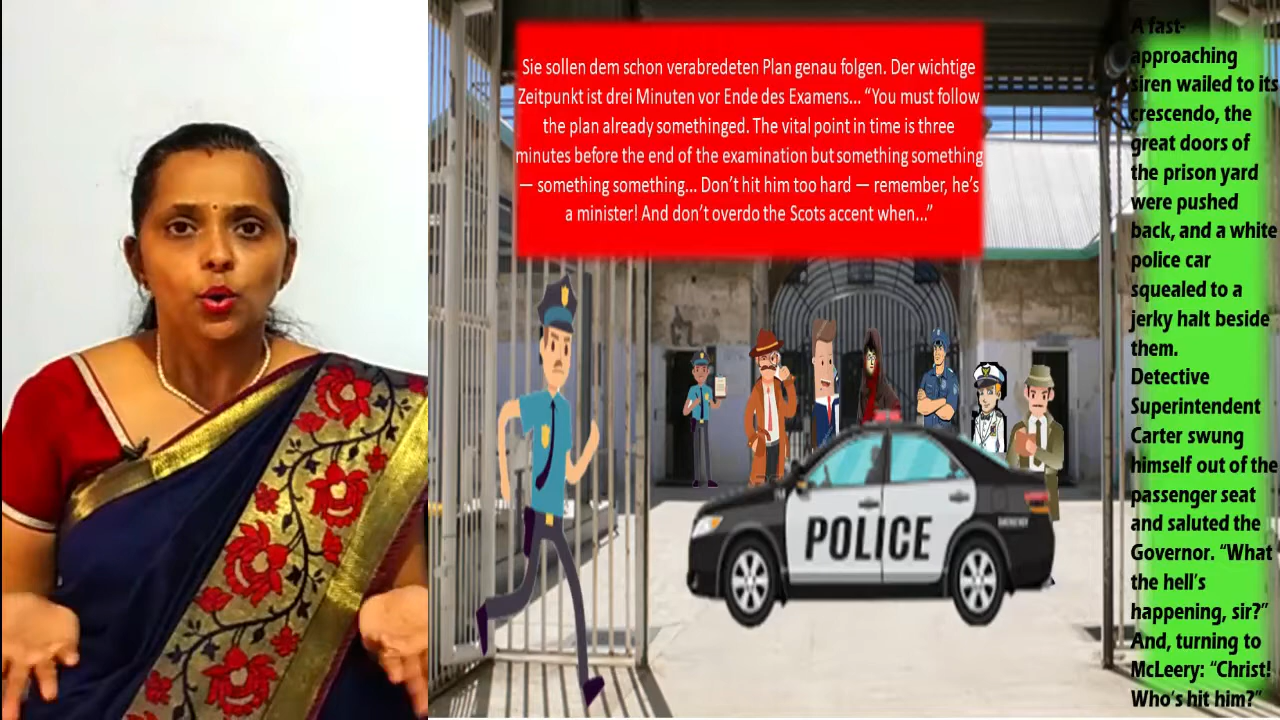 Sie sollen dem schon verabredeten Plan genau folgen. Der wichtige
Zeitpunkt ist drei Minuten vor Ende des Examens... “You must follow
the plan already somethinged. The vital point in time is three
minutes before the end of the examination but something something
— something something... Don’t hit him too hard — remember, he’s
a minister! And don’t overdo the Scots accent when...”
POLICE
A fast-
approaching
siren wailed to its
crescendo, the
great doors of
the prison yard
were pushed
back, and a white
police car
squealed to a
jerky halt beside
them.
Detective
Superintendent
Carter swung
himself out of the
passenger seat
and saluted the
Governor. “What
the hell’s
happening, sir?”
And, turning to
McLeery: “Christ!
Who’s hit him?”